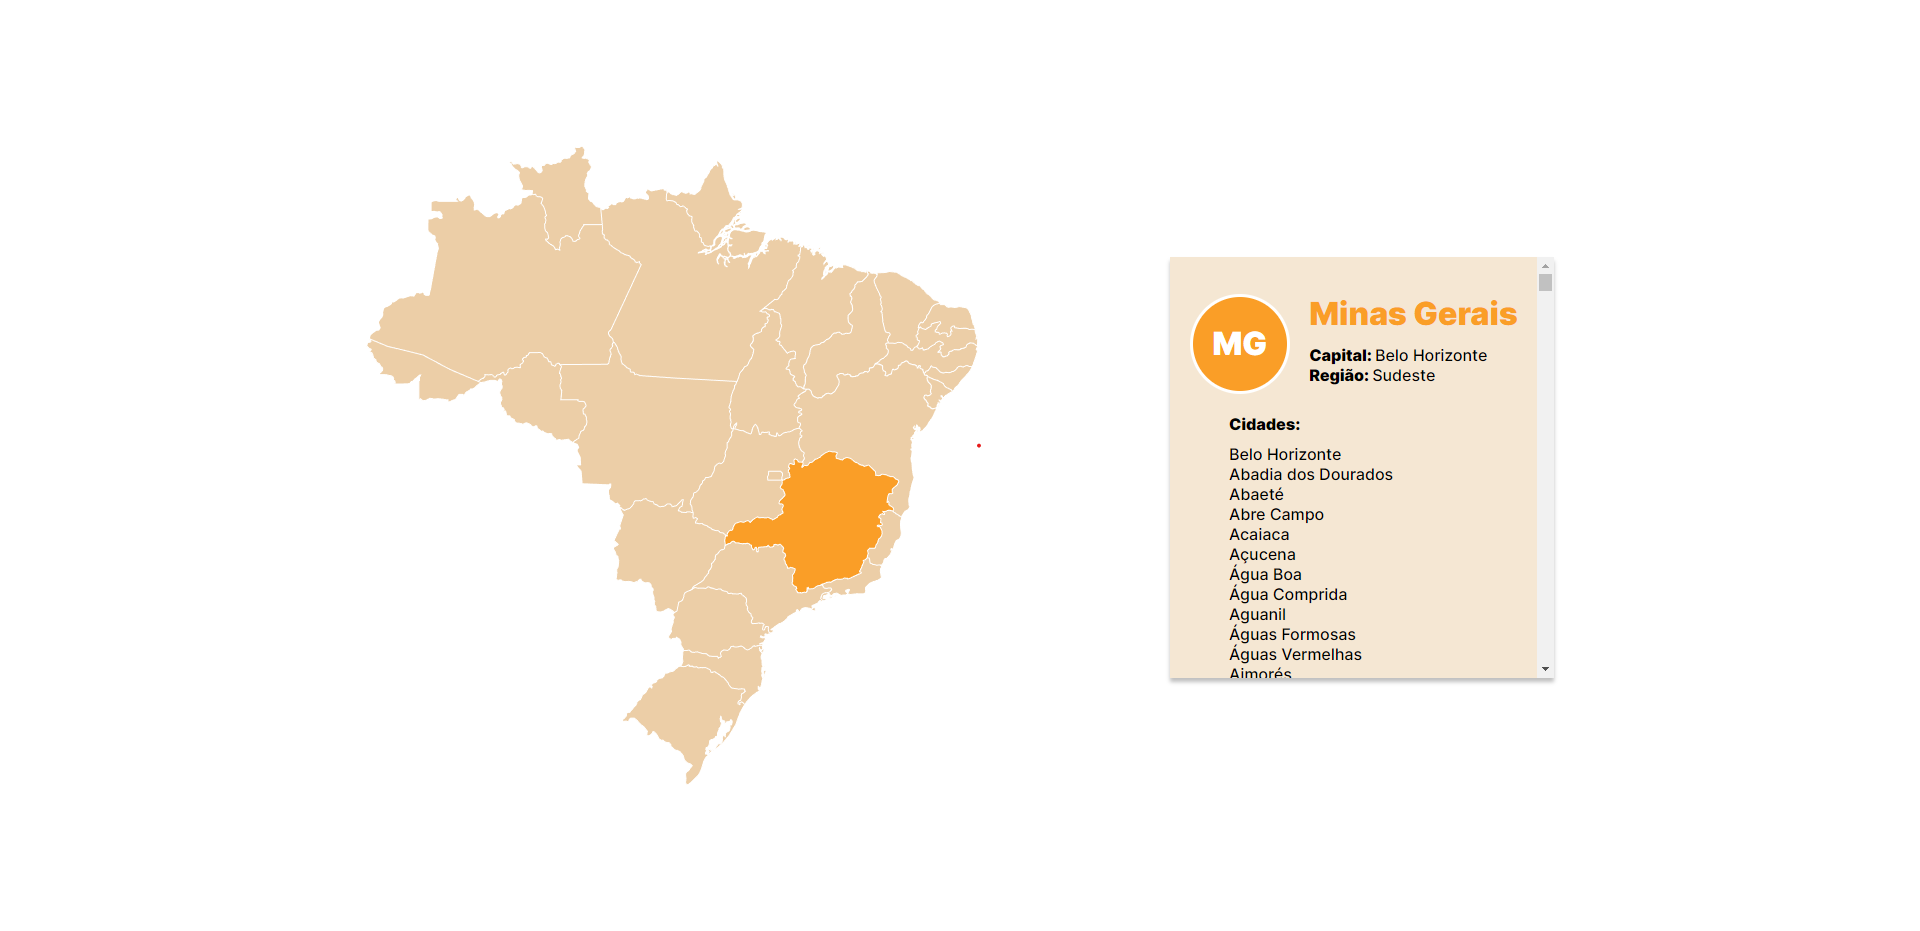 MG
Minas Gerais
Capital: Belo Horizonte
Região: Sudeste
Cidades:
Belo Horizonte
Abadia dos Dourados
Abaeté
Abre Campo
Acaiaca
Açucena
Água Boa
Água Comprida
Aguanil
Águas Formosas
Águas Vermelhas
Aimorés